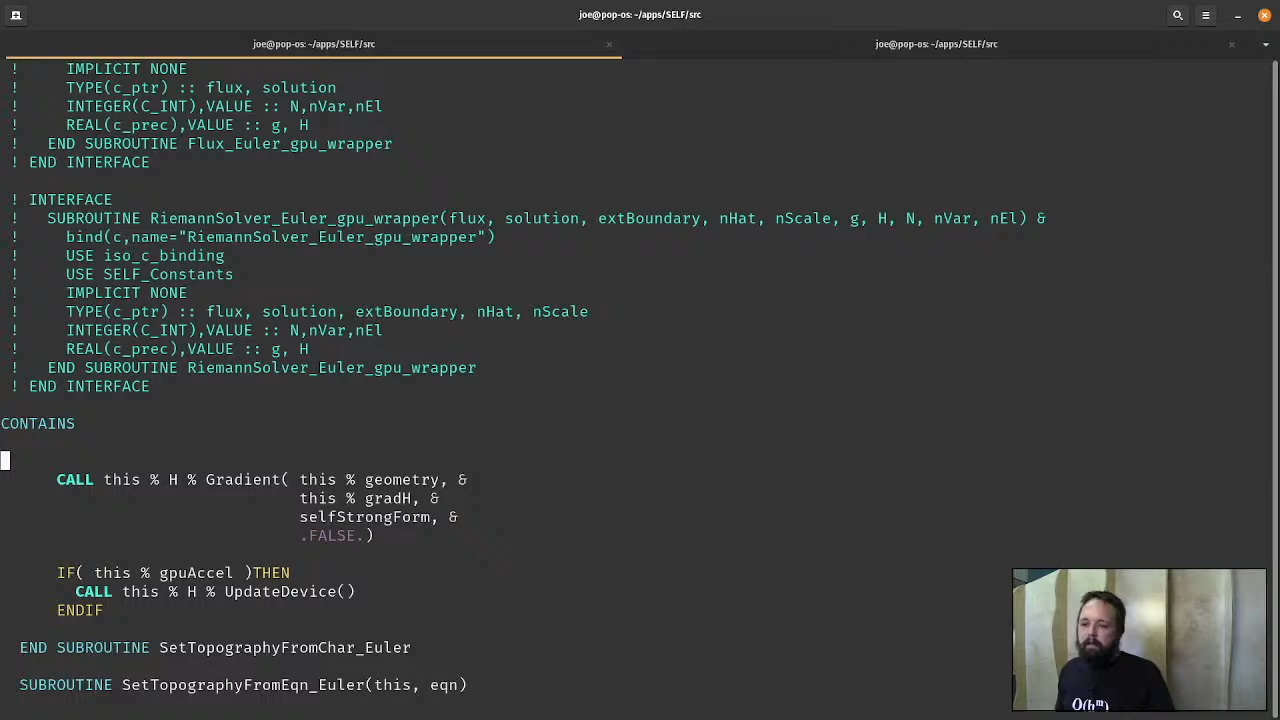 joe@pop-os: ~/apps/SELF/src
joe@pop-os: ~/apps/SELF/src
joe@pop-os: ~/apps/SELF/src
!     IMPLICIT NONE
!     TYPE(c_ptr) :: flux, solution
!     INTEGER(C_INT),VALUE :: N,nVar,nEl
!     REAL(c_prec),VALUE :: g, H
!   END SUBROUTINE Flux_Euler_gpu_wrapper
! END INTERFACE
! INTERFACE
!   SUBROUTINE RiemannSolver_Euler_gpu_wrapper(flux, solution, extBoundary, nHat, nScale, g, H, N, nVar, nEl) &
!     bind(c,name="RiemannSolver_Euler_gpu_wrapper")
!     USE iso_c_binding
!     USE SELF_Constants
!     IMPLICIT NONE
!     TYPE(c_ptr) :: flux, solution, extBoundary, nHat, nScale
!     INTEGER(C_INT),VALUE :: N,nVar,nEl
!     REAL(c_prec),VALUE :: g, H
!   END SUBROUTINE RiemannSolver_Euler_gpu_wrapper
! END INTERFACE
CONTAINS
CALL this % H % Gradient( this % geometry, &
this % gradH, &
selfStrongForm, &
.FALSE.)
IF( this % gpuAccel )THEN
CALL this % H % UpdateDevice()
ENDIF
END SUBROUTINE SetTopographyFromChar_Euler
SUBROUTINE SetTopographyFromEqn_Euler(this, eqn)
O(hᵐ)